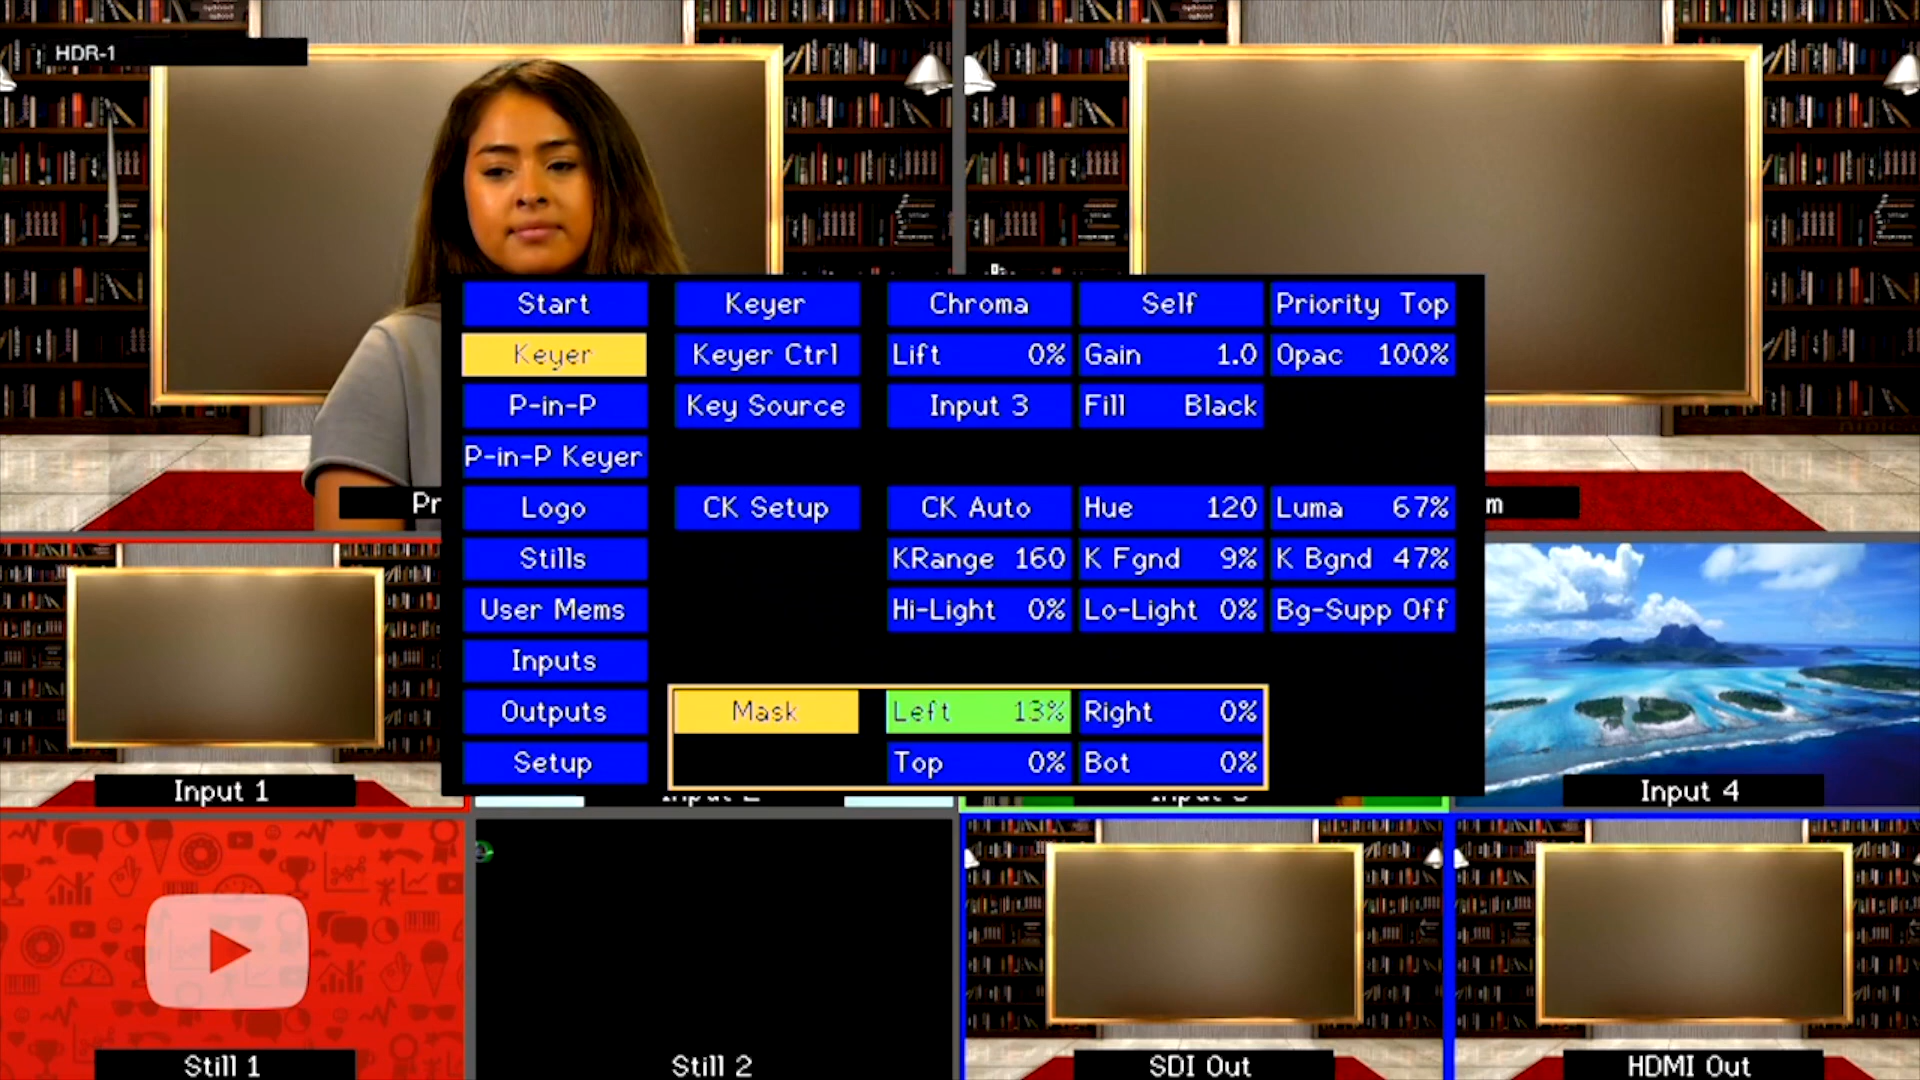 HDR-1
Start Keyer Chroma Self Priority Top
Keyer Keyer Ctrl Lift 0% Gain 1.0 Opac 100%
P-in-P Key Source Input 3 Fill Black
P-in-P Keyer
Pr
m
Logo CK Setup CK Auto Hue 120 Luma 67%
Stills KRange 160 K Fgnd 9% K Bgnd 47%
User Mems Hi-Light 0% Lo-Light 0% Bg-Supp Off
Inputs
Outputs Mask Left 13% Right 0%
Setup Top 0% Bot 0%
Input 1
Input 4
Still 1
Still 2
SDI Out
HDMI Out